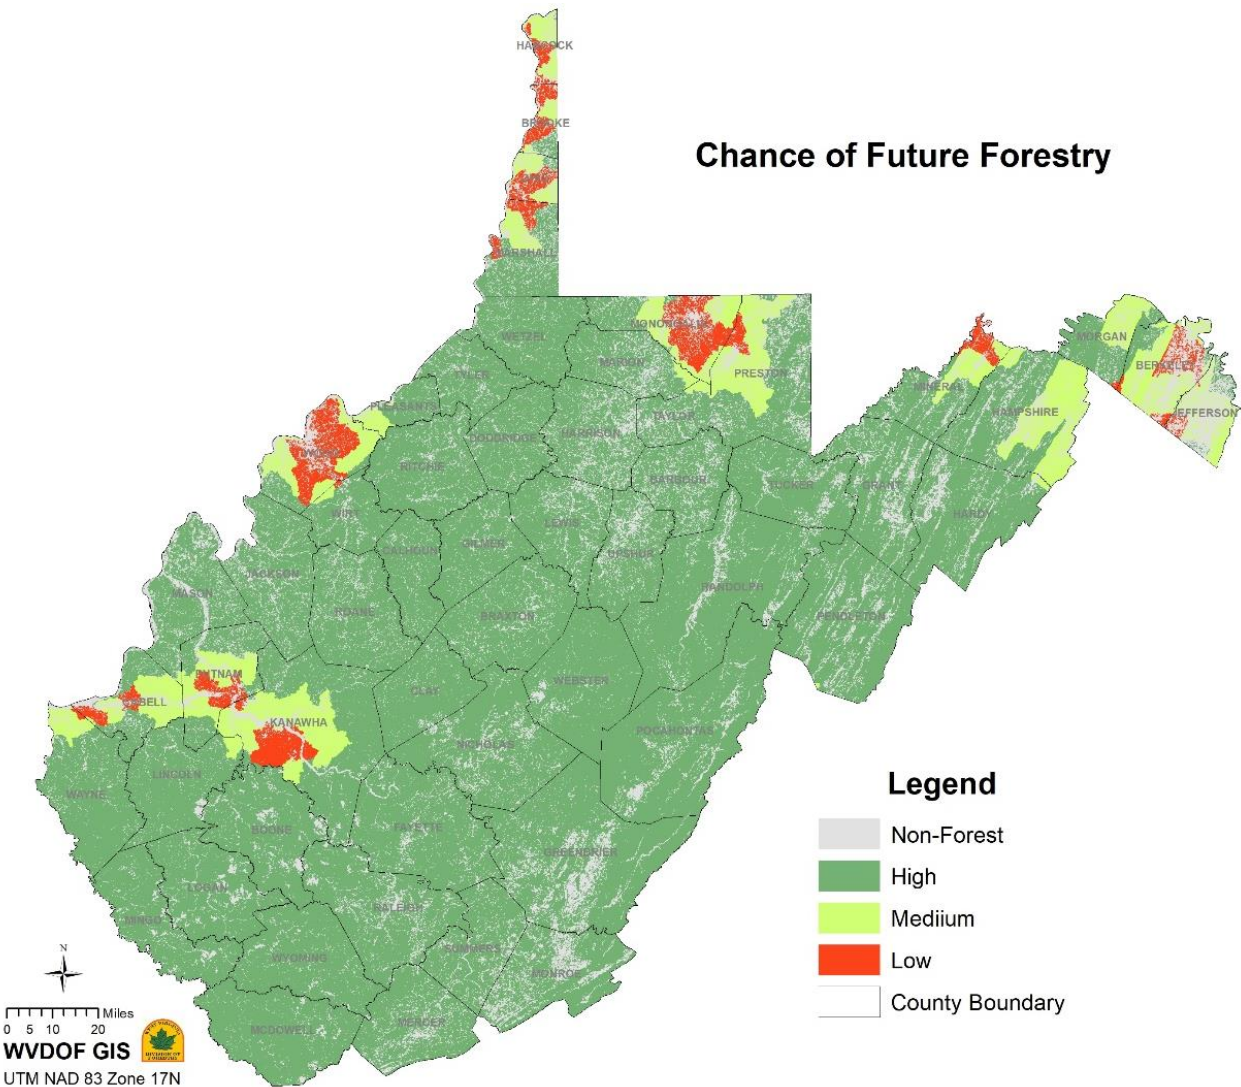 HANCOCK
BROOKE
Chance of Future Forestry
OHIO
MARSHALL
WETZEL
MONONGALIA
MARION
PRESTON
MORGAN
BERKELEY
JEFFERSON
MINERAL
HAMPSHIRE
TYLER
PLEASANTS
TAYLOR
DODDRIDGE
HARRISON
WOOD
RITCHIE
BARBOUR
TUCKER
GRANT
HARDY
WIRT
LEWIS
CALHOUN
GILMER
UPSHUR
JACKSON
MASON
RANDOLPH
ROANE
BRAXTON
PENDLETON
PUTNAM
WEBSTER
CLAY
CABELL
KANAWHA
POCAHONTAS
NICHOLAS
LINCOLN
WAYNE
BOONE
FAYETTE
GREENBRIER
LOGAN
RALEIGH
MINGO
SUMMERS
WYOMING
MONROE
MCDOWELL
MERCER
Legend
Non-Forest
High
Mediium
Low
County Boundary
N
Miles
0 5 10 20
WVDOF GIS
UTM NAD 83 Zone 17N